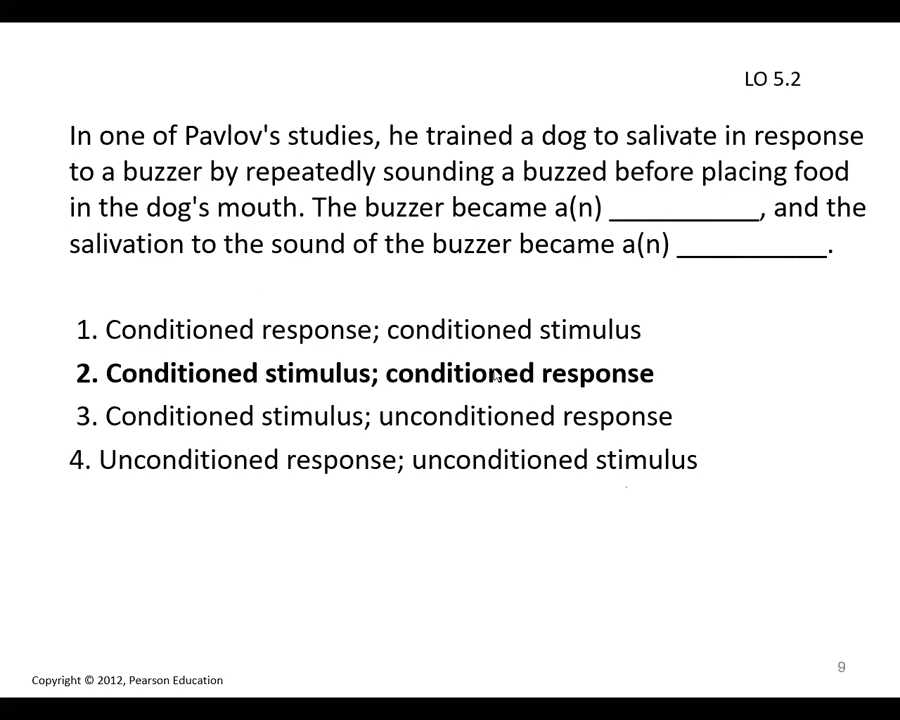 LO 5.2
In one of Pavlov's studies, he trained a dog to salivate in response
to a buzzer by repeatedly sounding a buzzed before placing food
in the dog's mouth. The buzzer became a(n) __________, and the
salivation to the sound of the buzzer became a(n) __________.
1. Conditioned response; conditioned stimulus
2. Conditioned stimulus; conditioned response
3. Conditioned stimulus; unconditioned response
4. Unconditioned response; unconditioned stimulus
9
Copyright © 2012, Pearson Education